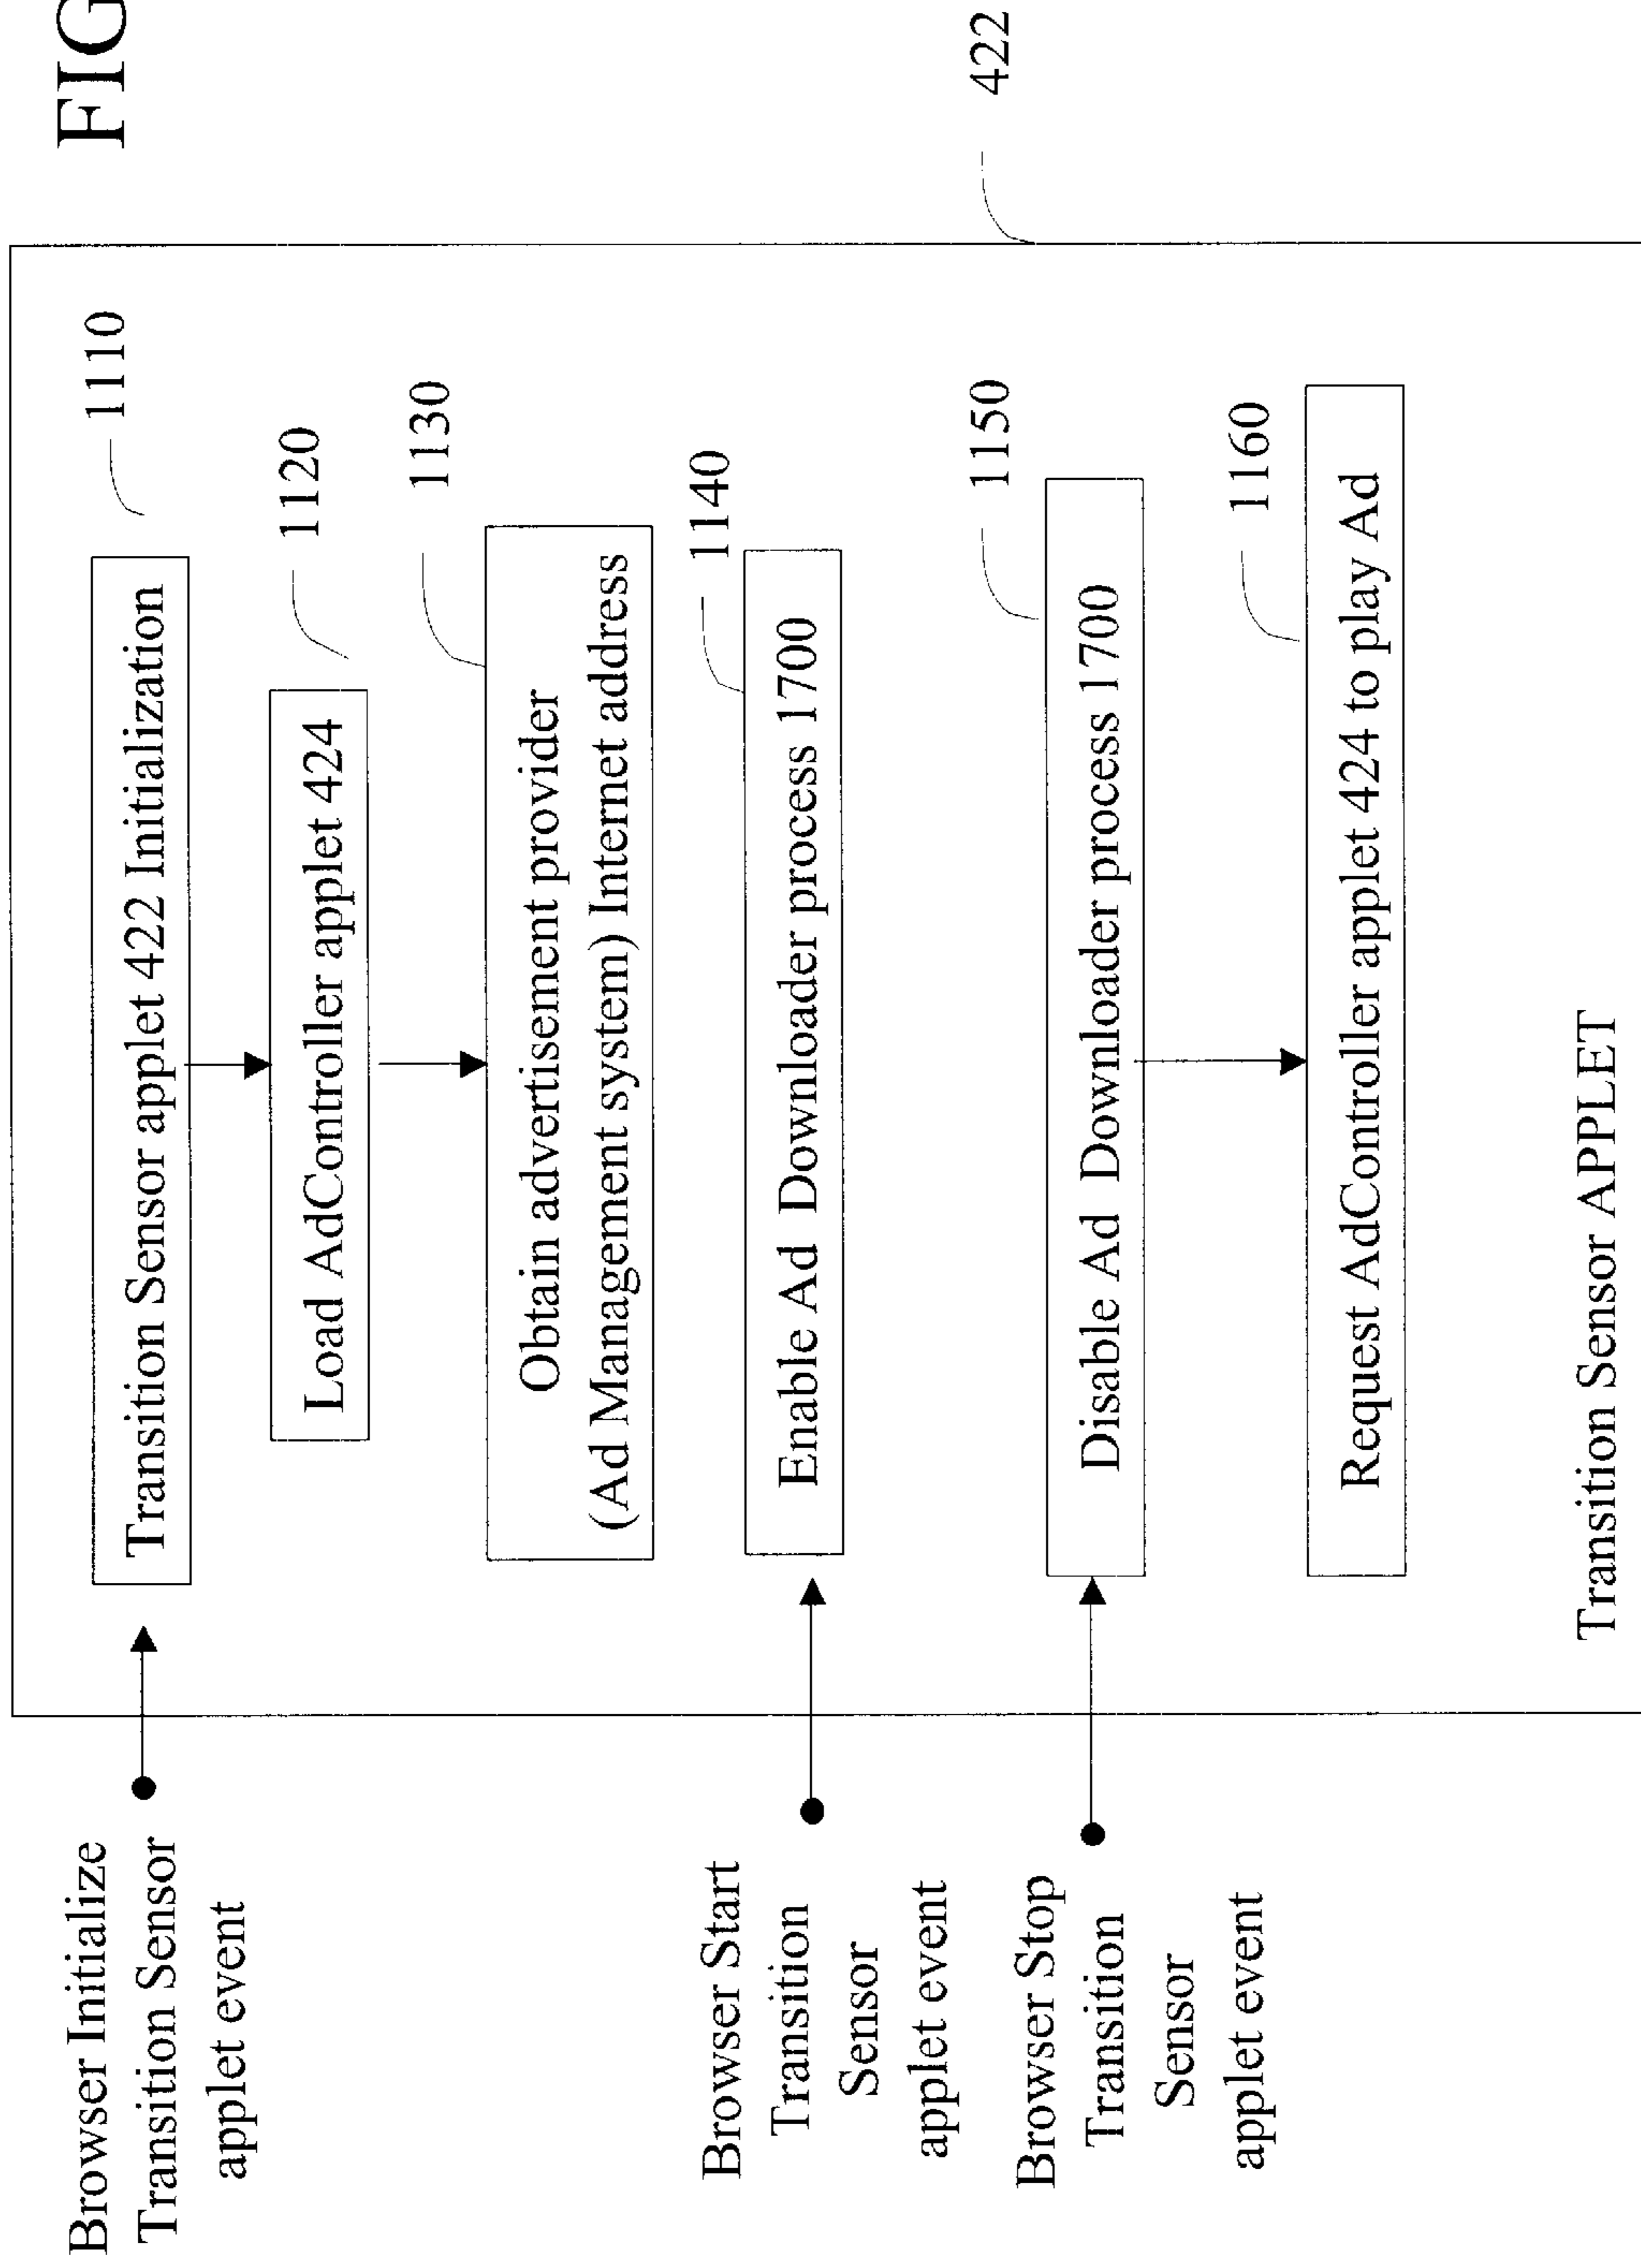 FIG
Browser Initialize
Transition Sensor
applet event
Transition Sensor applet 422 Initialization
1110
Load AdController applet 424
1120
Obtain advertisement provider
(Ad Management system) Internet address
1130
Browser Start
Transition
Sensor
applet event
Enable Ad Downloader process 1700
1140
Browser Stop
Transition
Sensor
applet event
Disable Ad Downloader process 1700
1150
422
Request AdController applet 424 to play Ad
1160
Transition Sensor APPLET